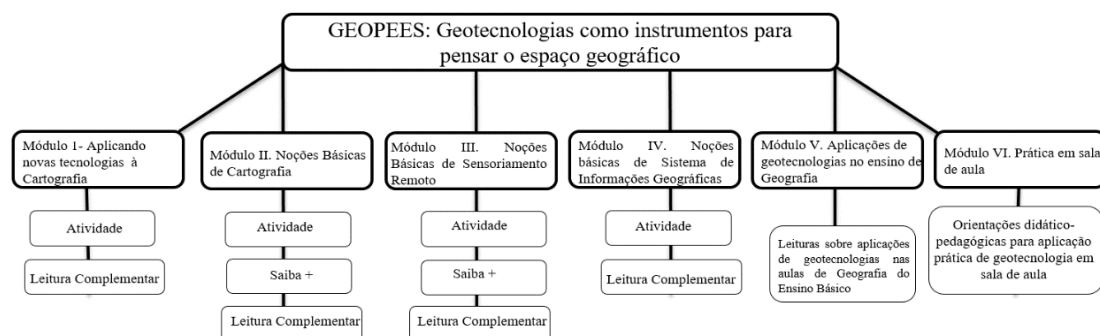 GEOPEES: Geotecnologias como instrumentos para
pensar o espaço geográfico
Módulo 1- Aplicando
novas tecnologias à
Cartografia
Atividade
Leitura Complementar
Módulo II. Noções Básicas
de Cartografia
Atividade
Saiba +
Leitura Complementar
Módulo III. Noções
Básicas de Sensoriamento
Remoto
Atividade
Saiba +
Leitura Complementar
Módulo IV. Noções
básicas de Sistema de
Informações Geográficas
Atividade
Leitura Complementar
Módulo V. Aplicações de
geotecnologias no ensino de
Geografia
Leituras sobre aplicações
de geotecnologias nas
aulas de Geografia do
Ensino Básico
Módulo VI. Prática em sala
de aula
Orientações didático-
pedagógicas para aplicação
prática de geotecnologia em
sala de aula